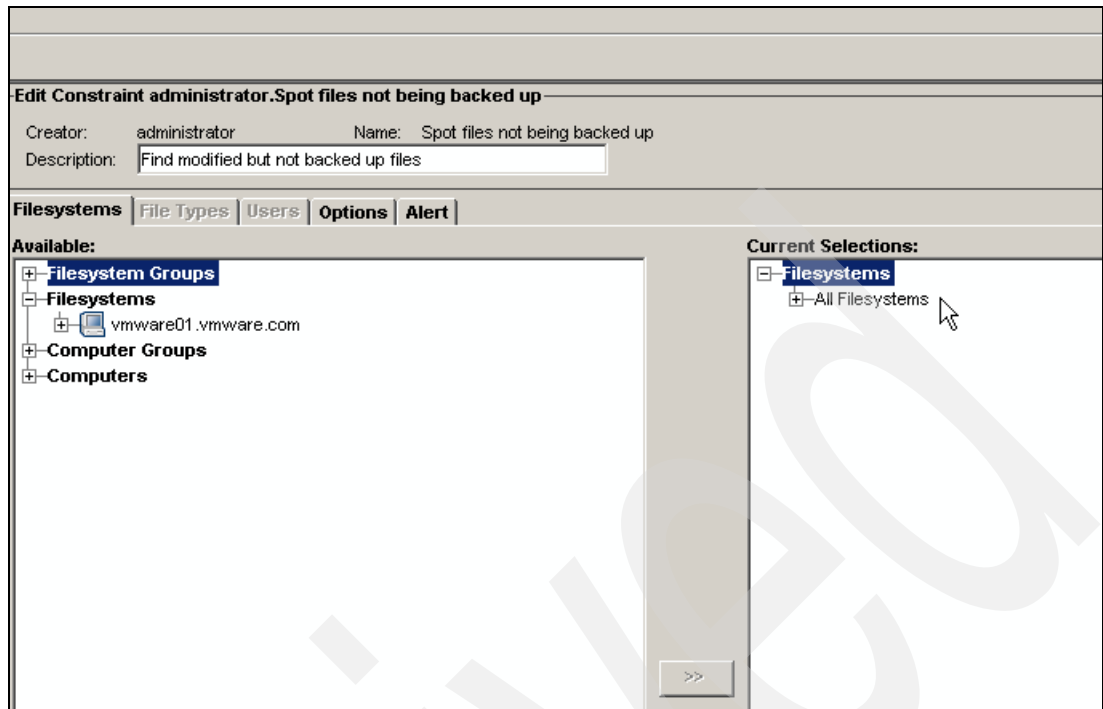 Edit Constraint administrator.Spot files not being backed up
Creator: administrator Name: Spot files not being backed up
Description: Find modified but not backed up files
Filesystems File Types Users Options Alert
Available:
Filesystem Groups
Filesystems
vmware01.vmware.com
Computer Groups
Computers
>>
Current Selections:
Filesystems
All Filesystems